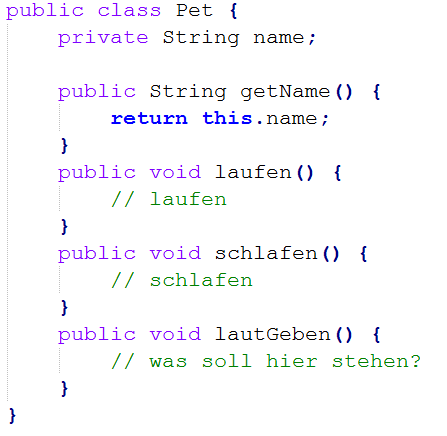 public class Pet {
private String name;
public String getName() {
return this.name;
}
public void laufen() {
// laufen
}
public void schlafen() {
// schlafen
}
public void lautGeben() {
// was soll hier stehen?
}
}